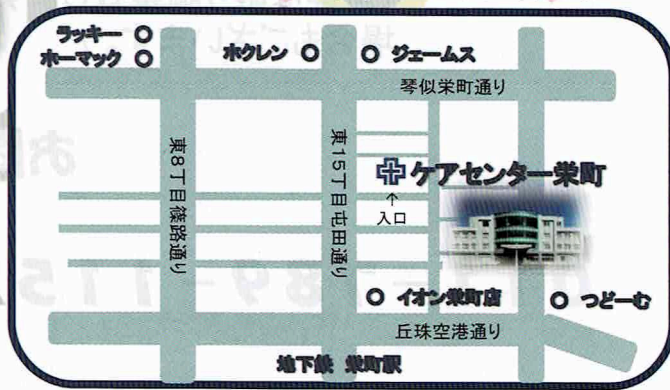 ラッキー
ホーマック
ホクレン
ジェームス
琴似栄町通り
東8丁目篠路通り
東15丁目屯田通り
ケアセンター栄町
↑
入口
イオン栄町店
つどーむ
丘珠空港通り
地下鉄 栄町駅